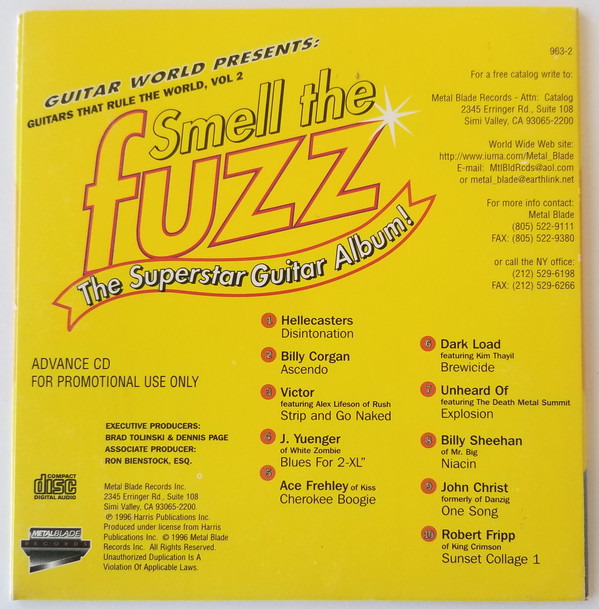 GUITAR WORLD PRESENTS:
GUITARS THAT RULE THE WORLD, VOL 2
Smell the
fuzz
The Superstar Guitar Album!
963-2
For a free catalog write to:
Metal Blade Records - Attn: Catalog
2345 Erringer Rd., Suite 108
Simi Valley, CA 93065-2200
World Wide Web site:
http://www.iuma.com/Metal_Blade
E-mail: MtlBldRcds@aol.com
or metal_blade@earthlink.net
For more info contact:
Metal Blade
(805) 522-9111
FAX: (805) 522-9380
or call the NY office:
(212) 529-6198
FAX: (212) 529-6266
ADVANCE CD
FOR PROMOTIONAL USE ONLY
1 Hellecasters
Disintonation
2 Billy Corgan
Ascendo
3 Victor
featuring Alex Lifeson of Rush
Strip and Go Naked
4 J. Yuenger
of White Zombie
Blues For 2-XL"
5 Ace Frehley of Kiss
Cherokee Boogie
6 Dark Load
featuring Kim Thayil
Brewicide
7 Unheard Of
featuring The Death Metal Summit
Explosion
8 Billy Sheehan
of Mr. Big
Niacin
9 John Christ
formerly of Danzig
One Song
10 Robert Fripp
of King Crimson
Sunset Collage 1
EXECUTIVE PRODUCERS:
BRAD TOLINSKI & DENNIS PAGE
ASSOCIATE PRODUCER:
RON BIENSTOCK, ESQ.
COMPACT
disc
DIGITAL AUDIO
METALBLADE
RECORDS
Metal Blade Records Inc.
2345 Erringer Rd., Suite 108
Simi Valley, CA 93065-2200.
℗ 1996 Harris Publications Inc.
Produced under license from Harris
Publications Inc. © 1996 Metal Blade
Records Inc. All Rights Reserved.
Unauthorized Duplication Is A
Violation Of Applicable Laws.